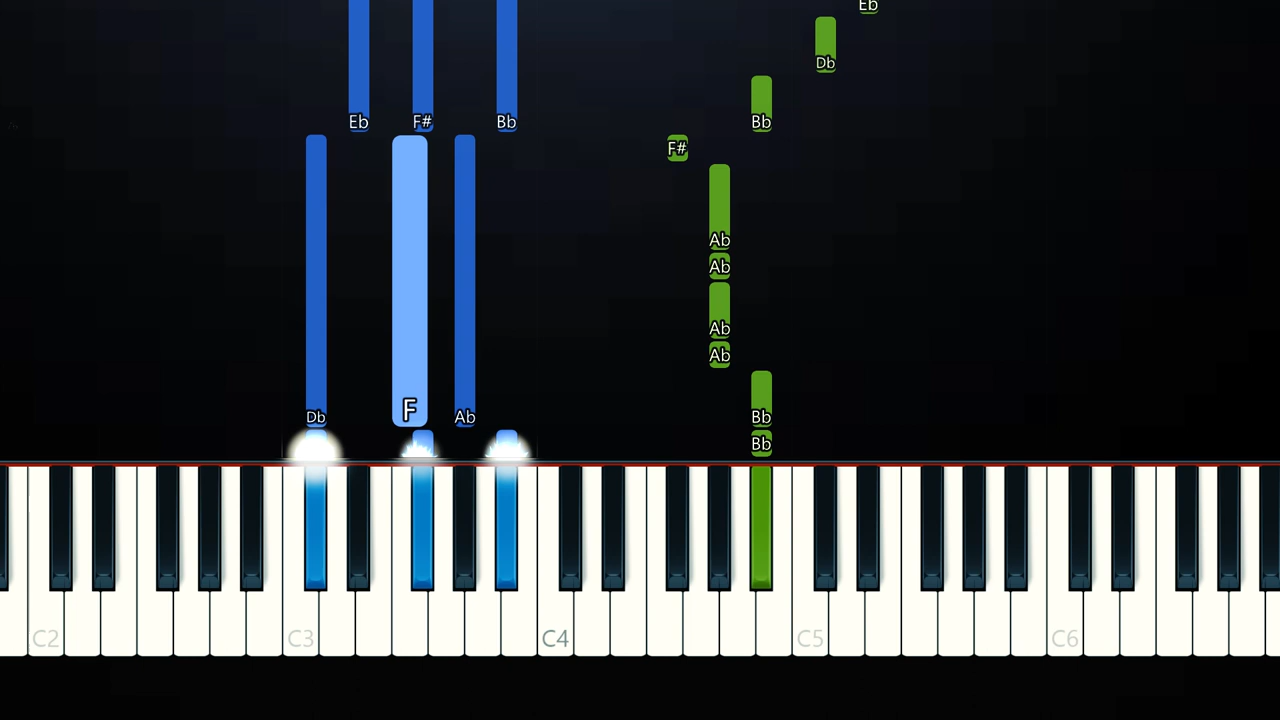 Eb
Db
Eb F# Bb Bb
F#
Ab
Ab
Ab
Ab
Db F Ab Bb
Bb
C2 C3 C4 C5 C6